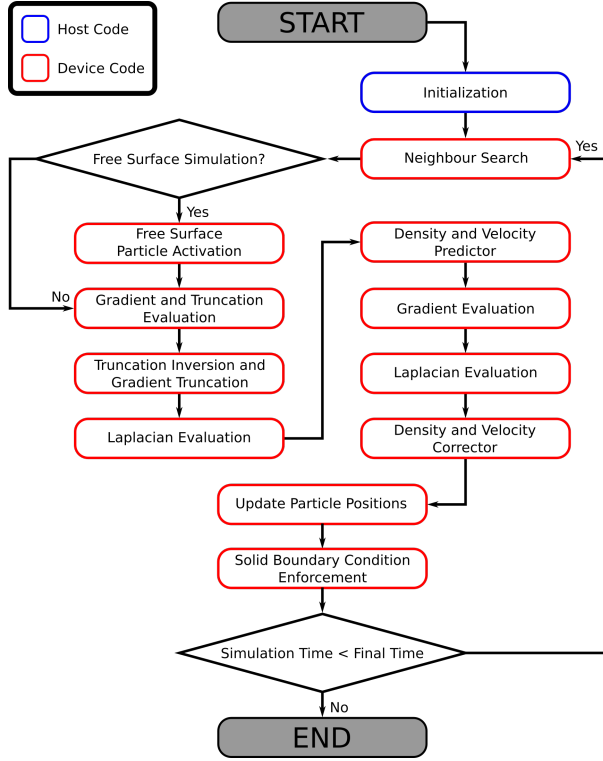 Host Code
Device Code
START
Initialization
Neighbour Search
Yes
Free Surface Simulation?
Yes
Free Surface
Particle Activation
No
Gradient and Truncation
Evaluation
Truncation Inversion and
Gradient Truncation
Laplacian Evaluation
Density and Velocity
Predictor
Gradient Evaluation
Laplacian Evaluation
Density and Velocity
Corrector
Update Particle Positions
Solid Boundary Condition
Enforcement
Simulation Time < Final Time
No
END